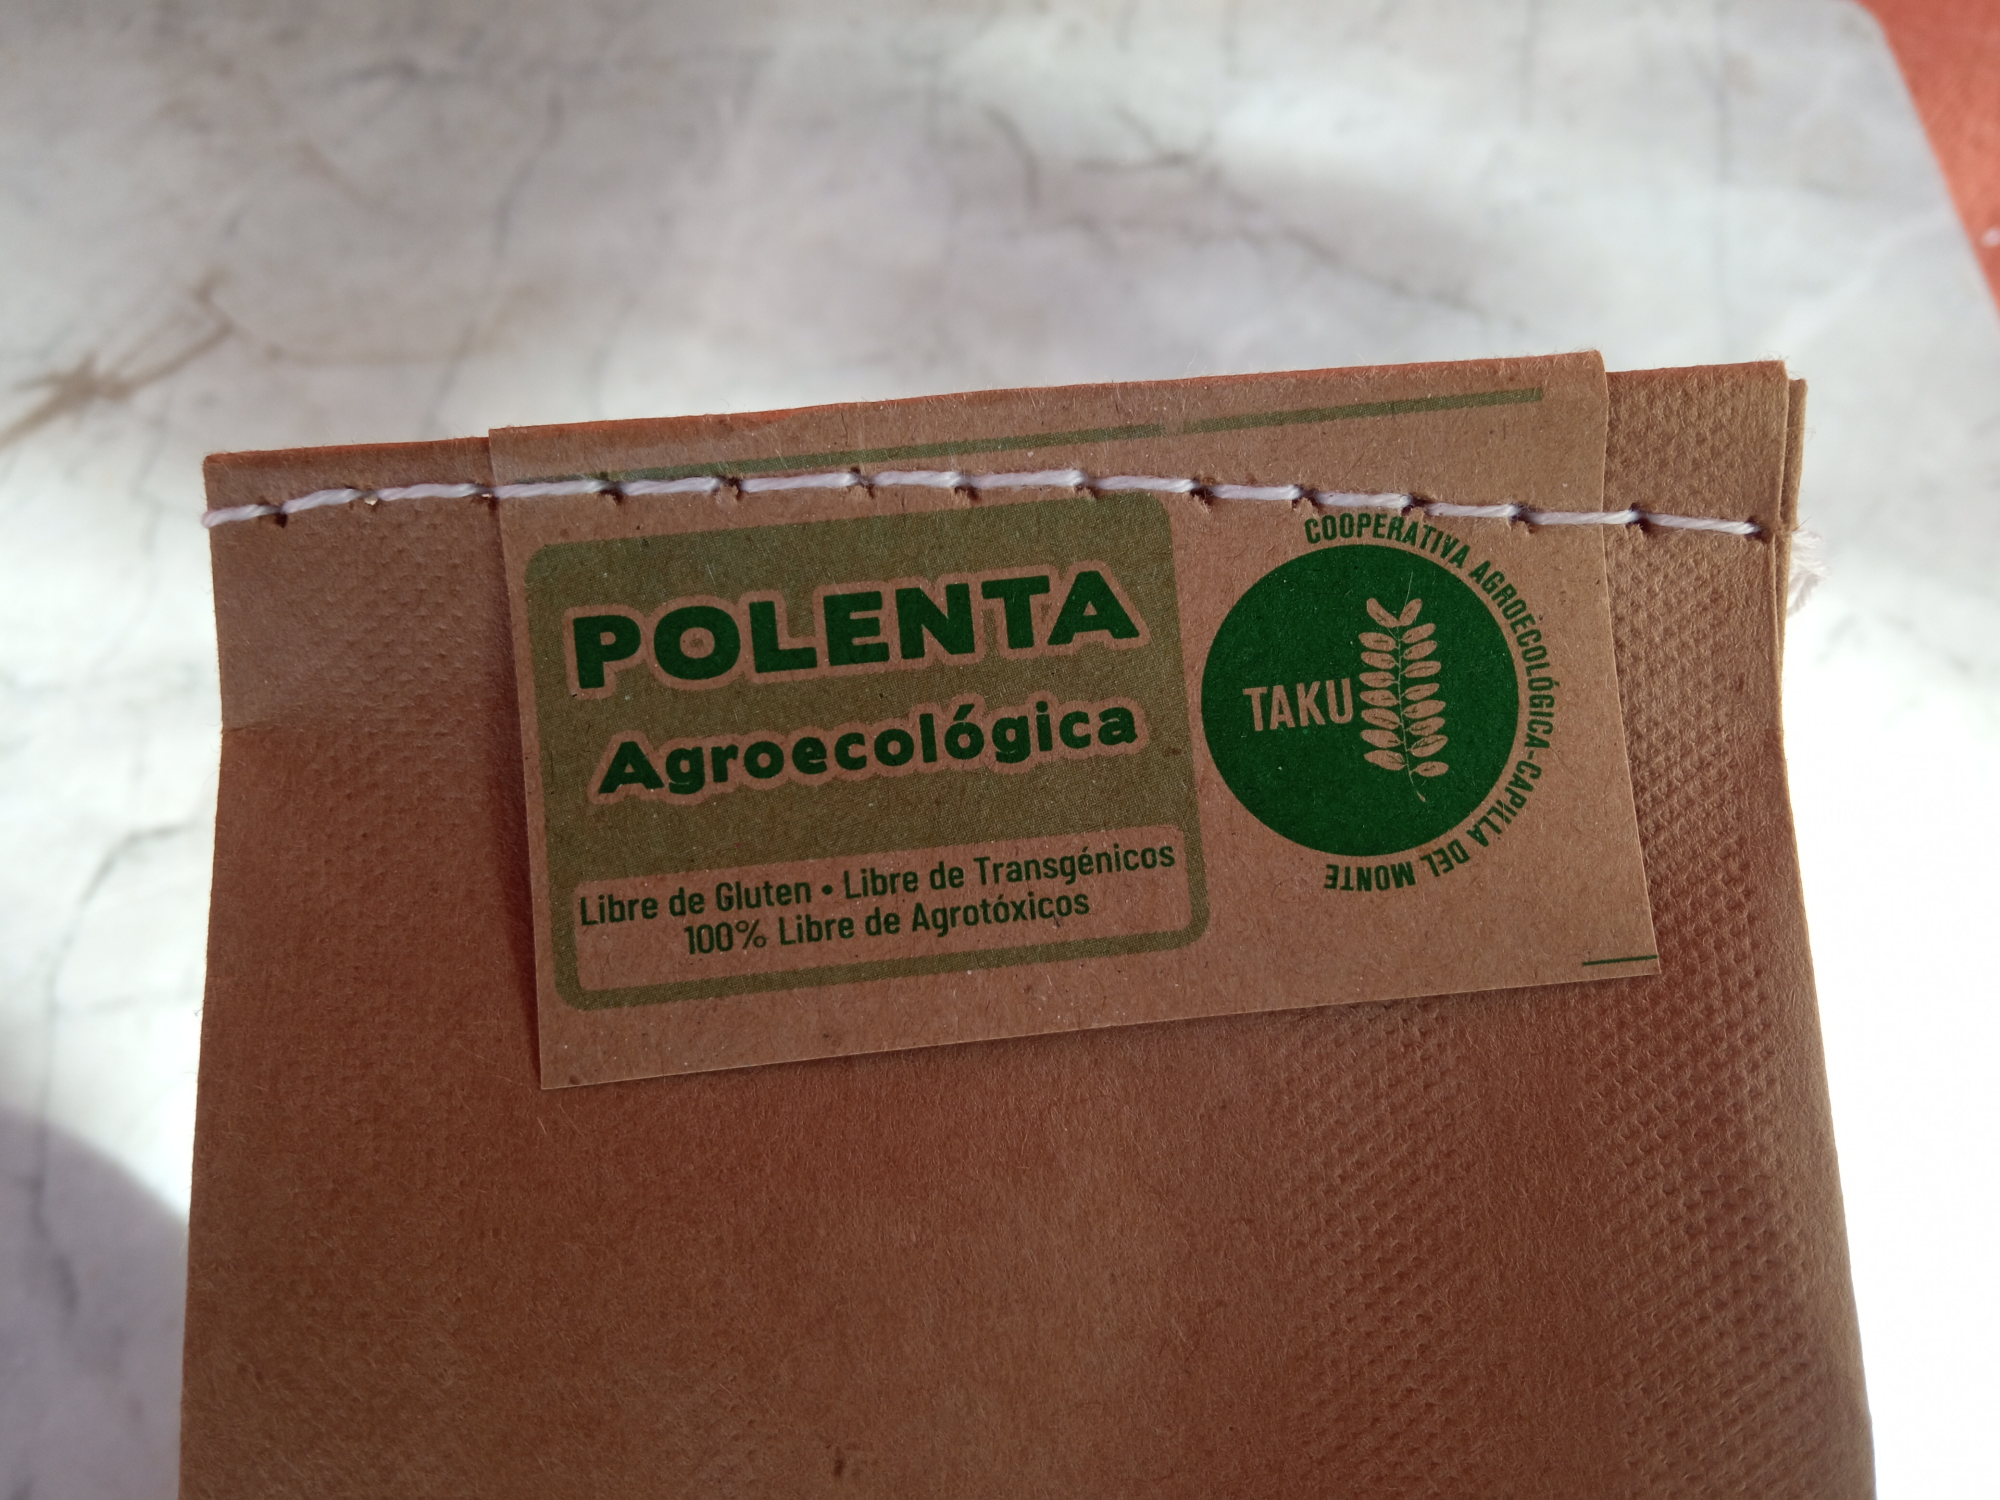 POLENTA
Agroecológica
Libre de Gluten • Libre de Transgénicos
100% Libre de Agrotóxicos
COOPERATIVA AGROECOLÓGICA-CAPILLA DEL MONTE
TAKU